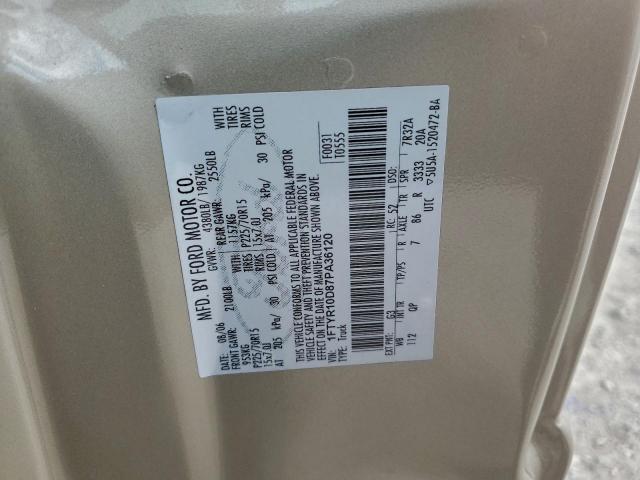 MFD. BY FORD MOTOR CO.
DATE: 08/06 GVWR: 4380LB/ 1987KG
FRONT GAWR: 2100LB REAR GAWR: 2550LB
953KG 1157KG WITH
P225/70R15 P225/70R15 TIRES
15x7.0J 15x7.0J RIMS
AT 205 kPa/ 30 PSI COLD AT 205 kPa/ 30 PSI COLD
THIS VEHICLE CONFORMS TO ALL APPLICABLE FEDERAL MOTOR
VEHICLE SAFETY AND THEFT PREVENTION STANDARDS IN
EFFECT ON THE DATE OF MANUFACTURE SHOWN ABOVE.
VIN: 1FTYR10D87PA36120
TYPE: Truck
F0031
T0555
EXT PNT: G3 RC: 52 DSO:
WB INT TR TP/PS R AXLE TR SPR 7R32A
112 QP 7 86 R 3333 20A
UTC ▽5U5A-1520472-BA